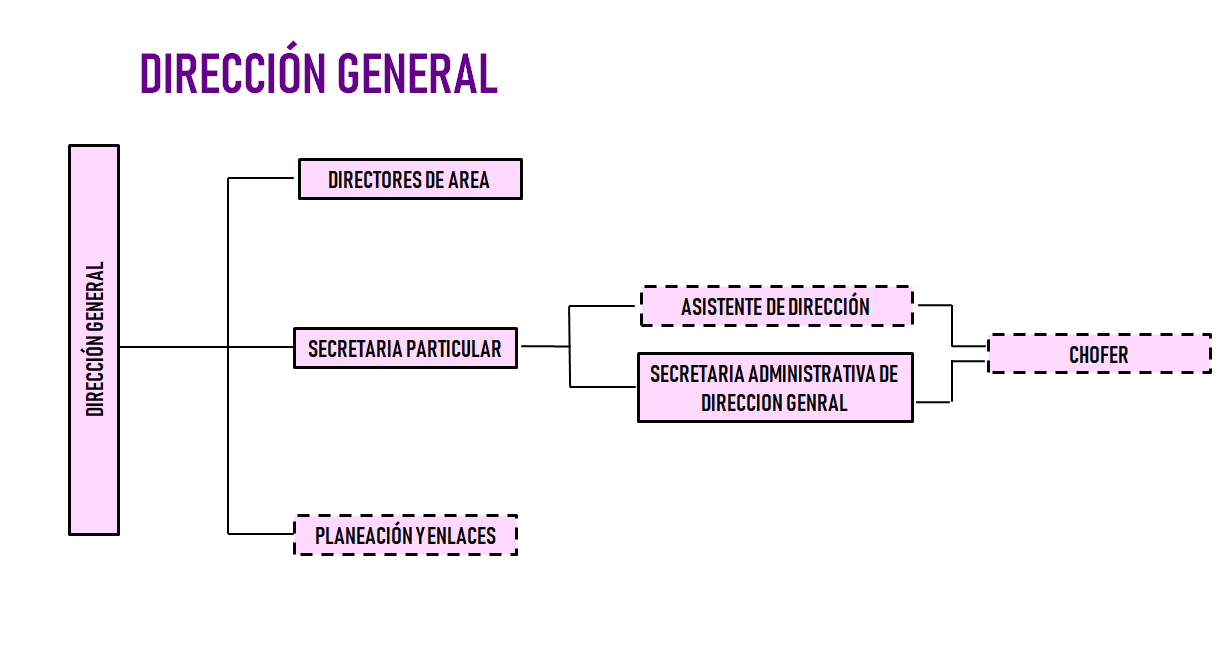 DIRECCIÓN GENERAL
DIRECCIÓN GENERAL
DIRECTORES DE AREA
SECRETARIA PARTICULAR
PLANEACIÓN Y ENLACES
ASISTENTE DE DIRECCIÓN
SECRETARIA ADMINISTRATIVA DE
DIRECCION GENRAL
CHOFER